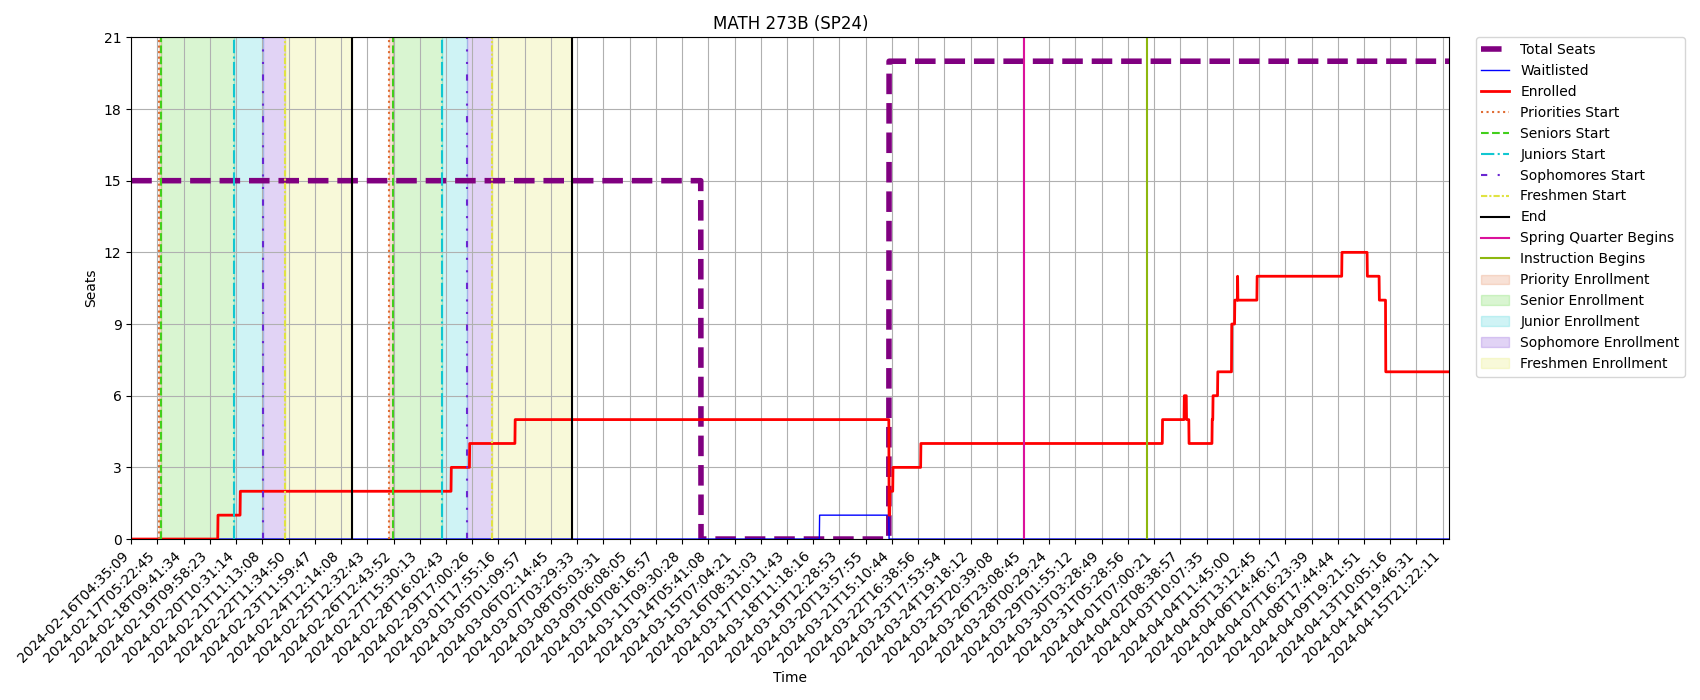 MATH 273B (SP24)
21
18
15
12
9
6
3
0
Seats
2024-02-16T04:35:09
2024-02-17T05:22:45
2024-02-18T09:41:34
2024-02-19T09:58:23
2024-02-20T10:31:14
2024-02-21T11:13:08
2024-02-22T11:34:50
2024-02-23T11:59:47
2024-02-24T12:14:08
2024-02-25T12:32:43
2024-02-26T12:43:52
2024-02-27T15:30:13
2024-02-28T16:02:43
2024-02-29T17:00:26
2024-03-01T17:55:16
2024-03-05T01:09:57
2024-03-06T02:14:45
2024-03-07T03:29:33
2024-03-08T05:03:31
2024-03-09T06:08:05
2024-03-10T08:16:57
2024-03-11T09:30:28
2024-03-14T05:41:08
2024-03-15T07:04:21
2024-03-16T08:31:03
2024-03-17T10:11:43
2024-03-18T11:18:16
2024-03-19T12:28:53
2024-03-20T13:57:55
2024-03-21T15:10:44
2024-03-22T16:38:56
2024-03-23T17:53:54
2024-03-24T19:18:12
2024-03-25T20:39:08
2024-03-26T23:08:45
2024-03-28T00:29:24
2024-03-29T01:55:12
2024-03-30T03:28:49
2024-03-31T05:28:56
2024-04-01T07:00:21
2024-04-02T08:38:57
2024-04-03T10:07:35
2024-04-04T11:45:00
2024-04-05T13:12:45
2024-04-06T14:46:17
2024-04-07T16:23:39
2024-04-08T17:44:44
2024-04-09T19:21:51
2024-04-13T10:05:16
2024-04-14T19:46:31
2024-04-15T21:22:11
Time
Total Seats
Waitlisted
Enrolled
Priorities Start
Seniors Start
Juniors Start
Sophomores Start
Freshmen Start
End
Spring Quarter Begins
Instruction Begins
Priority Enrollment
Senior Enrollment
Junior Enrollment
Sophomore Enrollment
Freshmen Enrollment